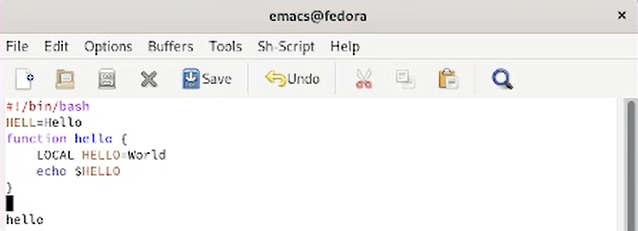 emacs@fedora ×
File Edit Options Buffers Tools Sh-Script Help
Save Undo
#!/bin/bash
HELL=Hello
function hello {
    LOCAL HELLO=World
    echo $HELLO
}
hello